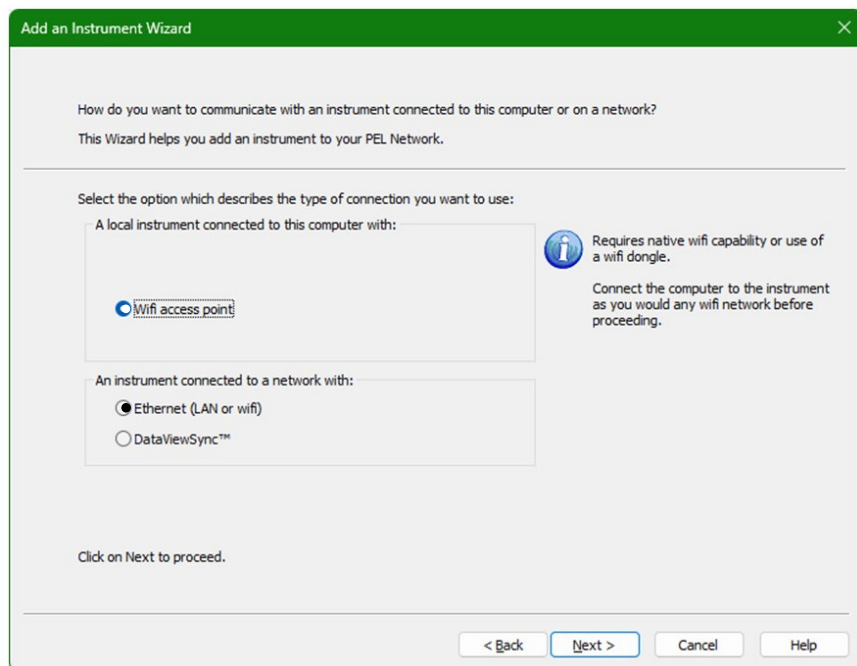 Add an Instrument Wizard
How do you want to communicate with an instrument connected to this computer or on a network?
This Wizard helps you add an instrument to your PEL Network.
Select the option which describes the type of connection you want to use:
A local instrument connected to this computer with:
Wifi access point
Requires native wifi capability or use of
a wifi dongle.
Connect the computer to the instrument
as you would any wifi network before
proceeding.
An instrument connected to a network with:
Ethernet (LAN or wifi)
DataViewSync™
Click on Next to proceed.
< Back
Next >
Cancel
Help